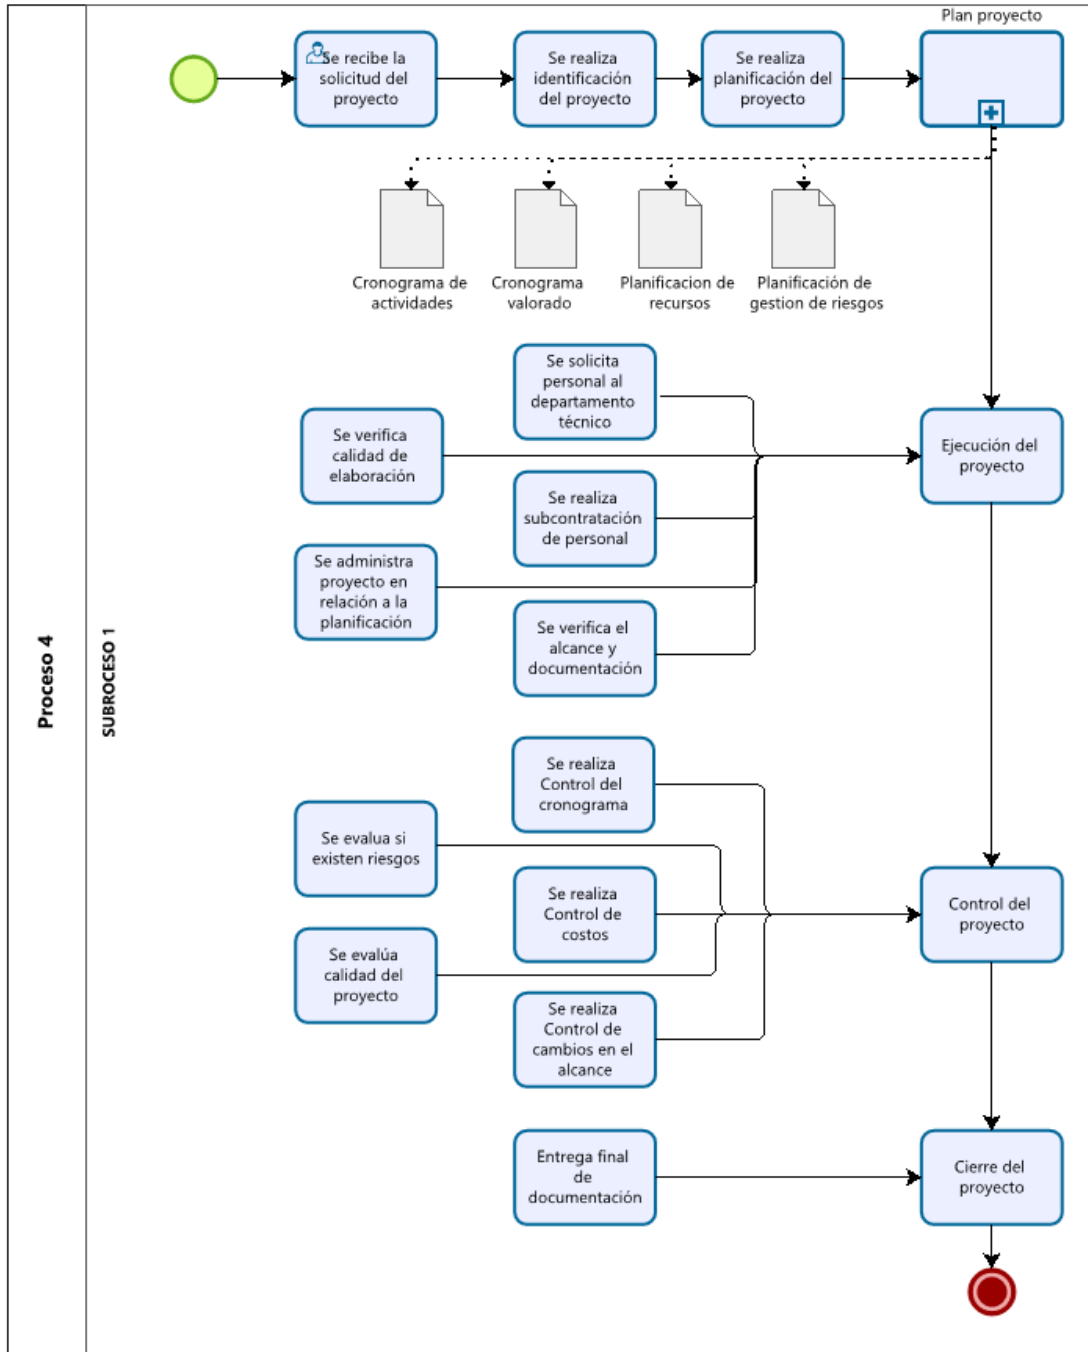 Proceso 4
SUBROCESO 1
Plan proyecto
Se recibe la
solicitud del
proyecto
Se realiza
identificación
del proyecto
Se realiza
planificación del
proyecto
Cronograma de
actividades
Cronograma
valorado
Planificacion de
recursos
Planificación de
gestion de riesgos
Se solicita
personal al
departamento
técnico
Se verifica
calidad de
elaboración
Ejecución del
proyecto
Se realiza
subcontratación
de personal
Se administra
proyecto en
relación a la
planificación
Se verifica el
alcance y
documentación
Se realiza
Control del
cronograma
Se evalua si
existen riesgos
Se realiza
Control de
costos
Control del
proyecto
Se evalúa
calidad del
proyecto
Se realiza
Control de
cambios en el
alcance
Entrega final
de
documentación
Cierre del
proyecto